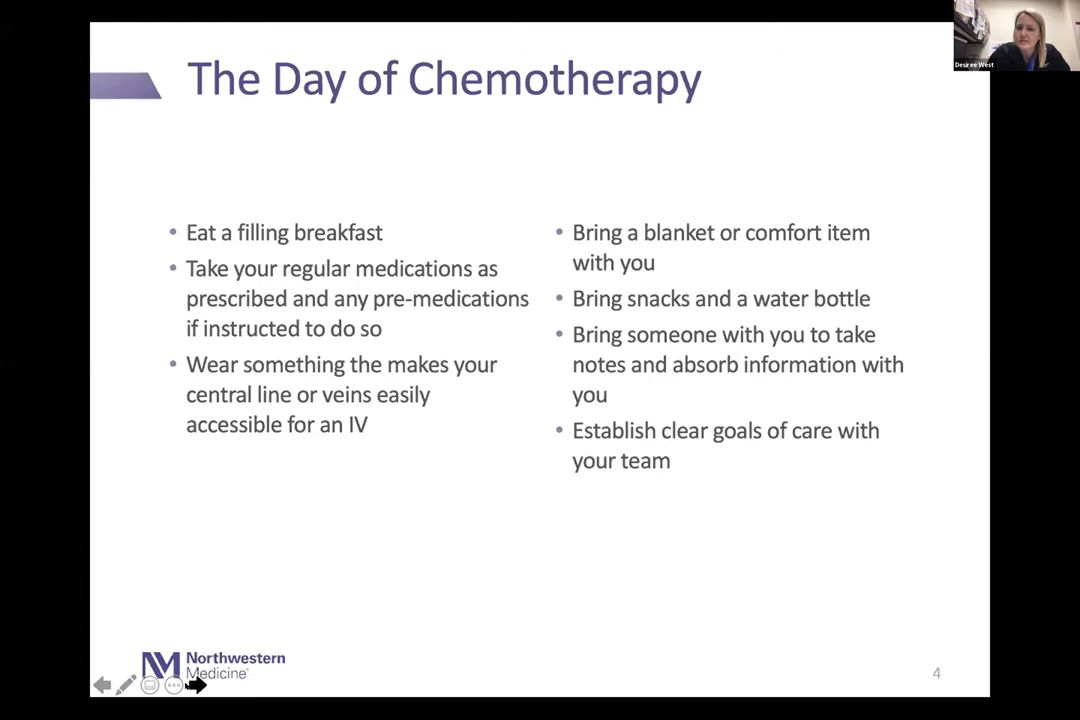 The Day of Chemotherapy
• Eat a filling breakfast
• Take your regular medications as
prescribed and any pre-medications
if instructed to do so
• Wear something the makes your
central line or veins easily
accessible for an IV
• Bring a blanket or comfort item
with you
• Bring snacks and a water bottle
• Bring someone with you to take
notes and absorb information with
you
• Establish clear goals of care with
your team
Northwestern
Medicine
4
Desiree West